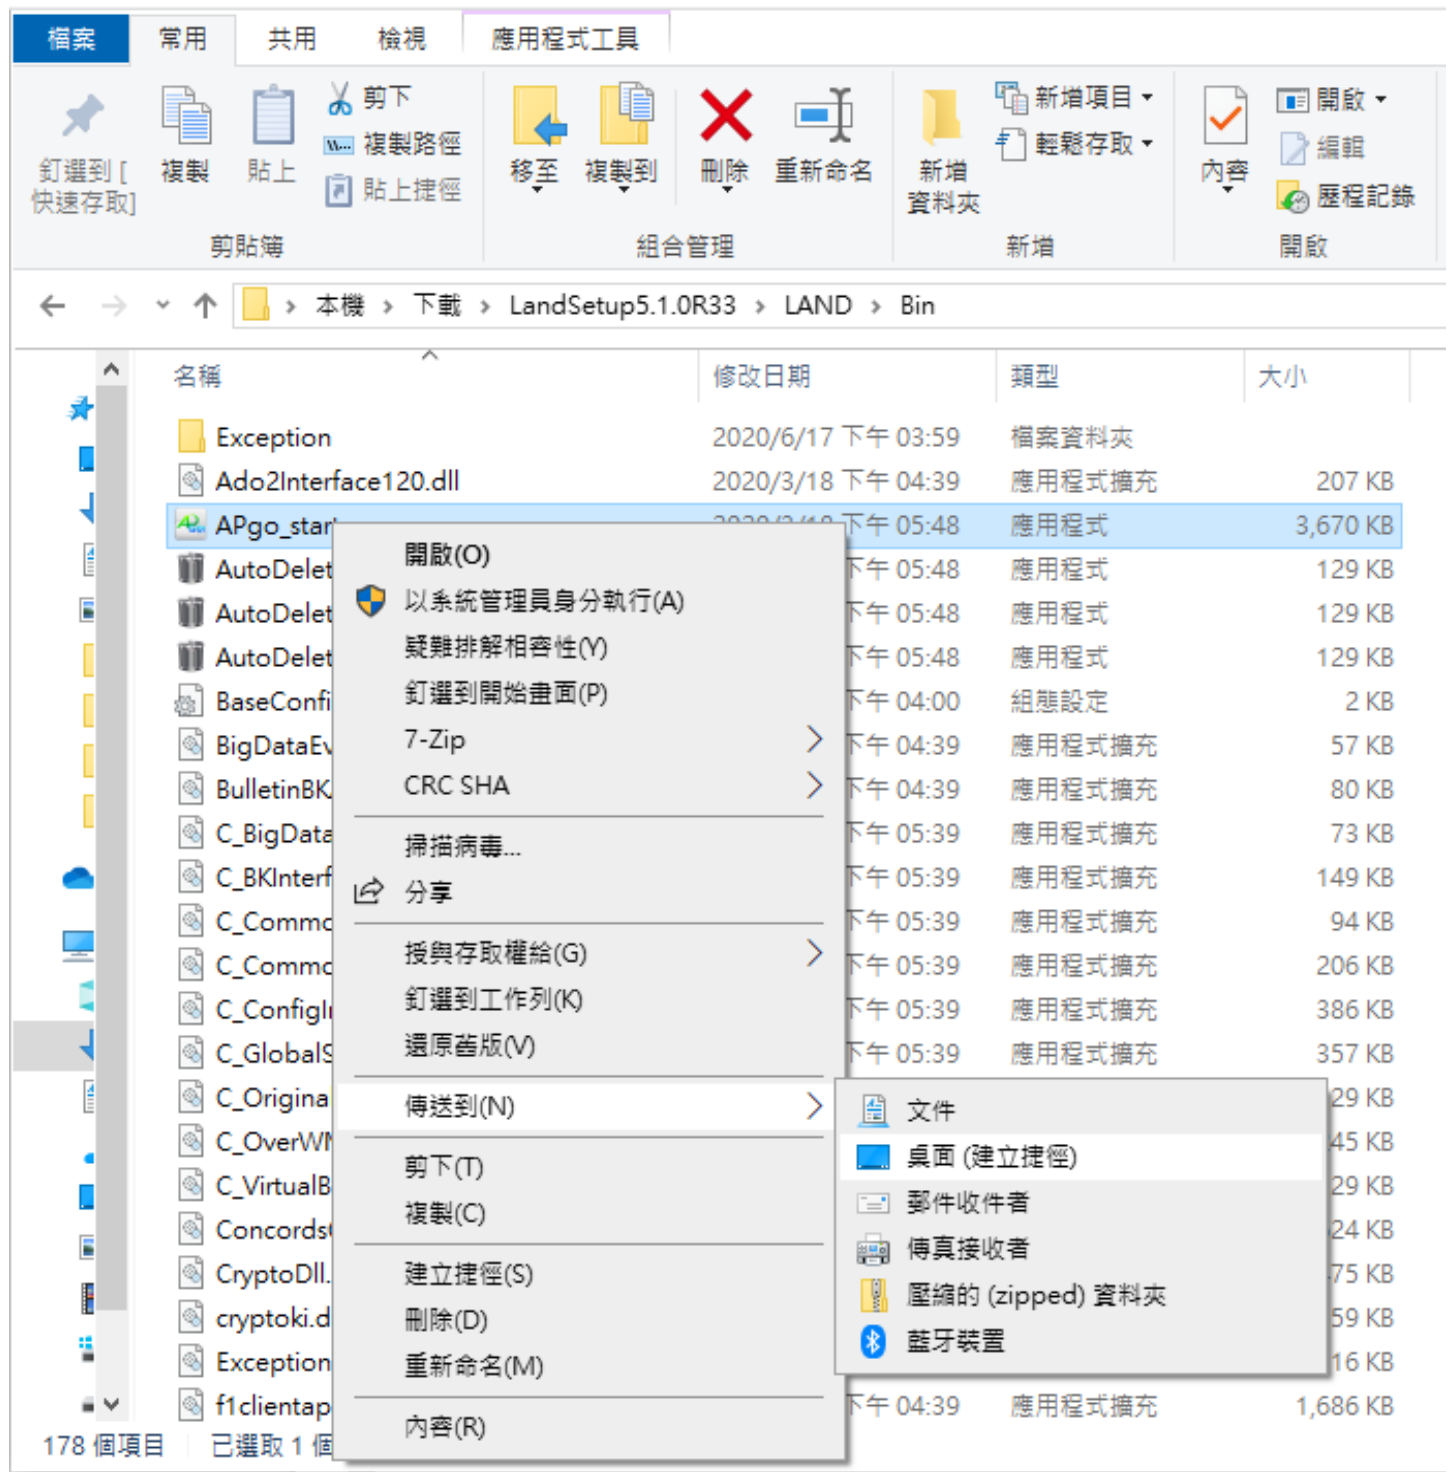 檔案 常用 共用 檢視 應用程式工具
釘選到 [
快速存取]
複製
貼上
剪下
複製路徑
貼上捷徑
移至
複製到
刪除
重新命名
新增
資料夾
新增項目
輕鬆存取
內容
開啟
編輯
歷程記錄
剪貼簿 組合管理 新增 開啟
本機 › 下載 › LandSetup5.1.0R33 › LAND › Bin
名稱 修改日期 類型 大小
Exception 2020/6/17 下午 03:59 檔案資料夾
Ado2Interface120.dll 2020/3/18 下午 04:39 應用程式擴充 207 KB
APgo_start 下午 05:48 應用程式 3,670 KB
AutoDelet 下午 05:48 應用程式 129 KB
AutoDelet 下午 05:48 應用程式 129 KB
AutoDelet 下午 05:48 應用程式 129 KB
BaseConfi 下午 04:00 組態設定 2 KB
BigDataEv 下午 04:39 應用程式擴充 57 KB
BulletinBK 下午 04:39 應用程式擴充 80 KB
C_BigData 下午 05:39 應用程式擴充 73 KB
C_BKInterf 下午 05:39 應用程式擴充 149 KB
C_Commo 下午 05:39 應用程式擴充 94 KB
C_Commo 下午 05:39 應用程式擴充 206 KB
C_ConfigI 下午 05:39 應用程式擴充 386 KB
C_GlobalS 下午 05:39 應用程式擴充 357 KB
C_Origina 29 KB
C_OverW 45 KB
C_VirtualB 29 KB
Concords 24 KB
CryptoDll. 75 KB
cryptoki.d 59 KB
Exception 16 KB
f1clientap 下午 04:39 應用程式擴充 1,686 KB
178 個項目 已選取 1 個
開啟(O)
以系統管理員身分執行(A)
疑難排解相容性(Y)
釘選到開始畫面(P)
7-Zip
CRC SHA
掃描病毒...
分享
授與存取權給(G)
釘選到工作列(K)
還原舊版(V)
傳送到(N)
剪下(T)
複製(C)
建立捷徑(S)
刪除(D)
重新命名(M)
內容(R)
文件
桌面 (建立捷徑)
郵件收件者
傳真接收者
壓縮的 (zipped) 資料夾
藍牙裝置